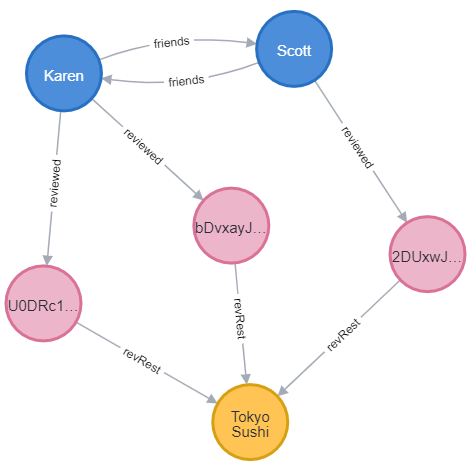 Karen
friends
Scott
friends
reviewed
reviewed
reviewed
bDvxayJ...
2DUxwJ...
U0DRc1...
revRest
revRest
revRest
Tokyo
Sushi